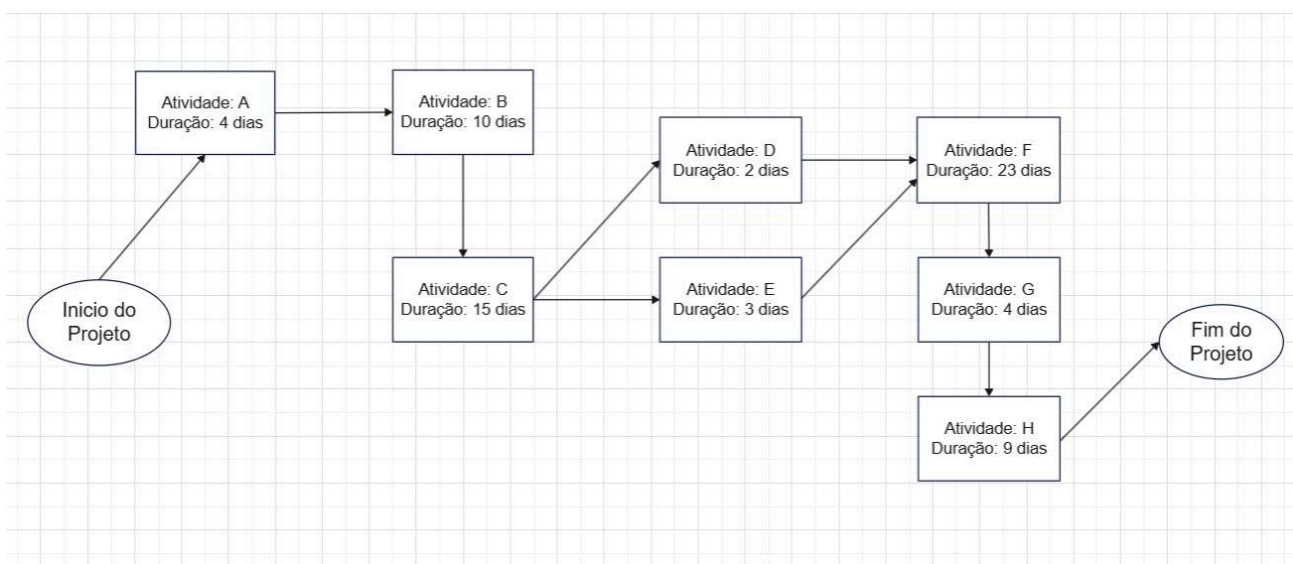 Atividade: A
Duração: 4 dias
Atividade: B
Duração: 10 dias
Atividade: D
Duração: 2 dias
Atividade: F
Duração: 23 dias
Inicio do
Projeto
Atividade: C
Duração: 15 dias
Atividade: E
Duração: 3 dias
Atividade: G
Duração: 4 dias
Fim do
Projeto
Atividade: H
Duração: 9 dias